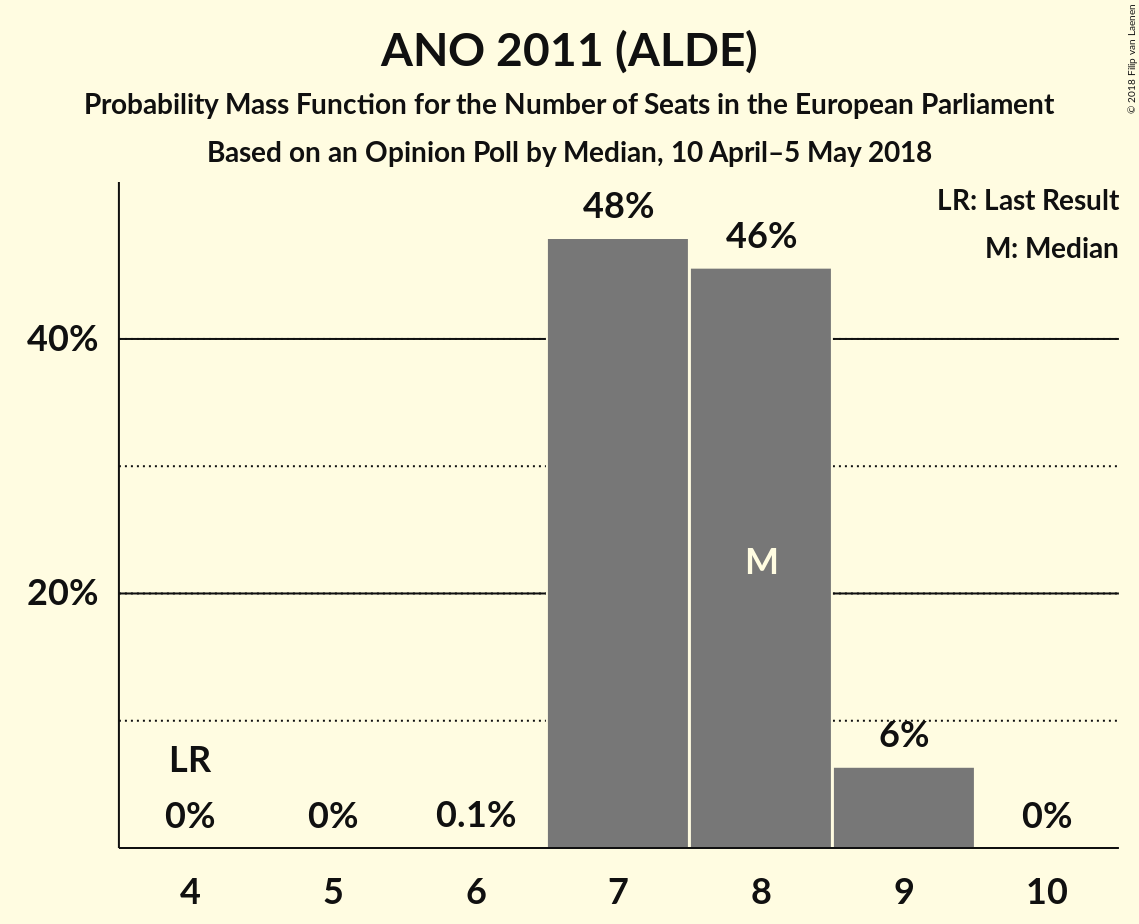 ANO 2011 (ALDE)
Probability Mass Function for the Number of Seats in the European Parliament
Based on an Opinion Poll by Median, 10 April–5 May 2018
© 2018 Filip van Laenen
LR: Last Result
M: Median
48%
46%
40%
M
20%
6%
LR
0%
0%
0.1%
0%
4
5
6
7
8
9
10